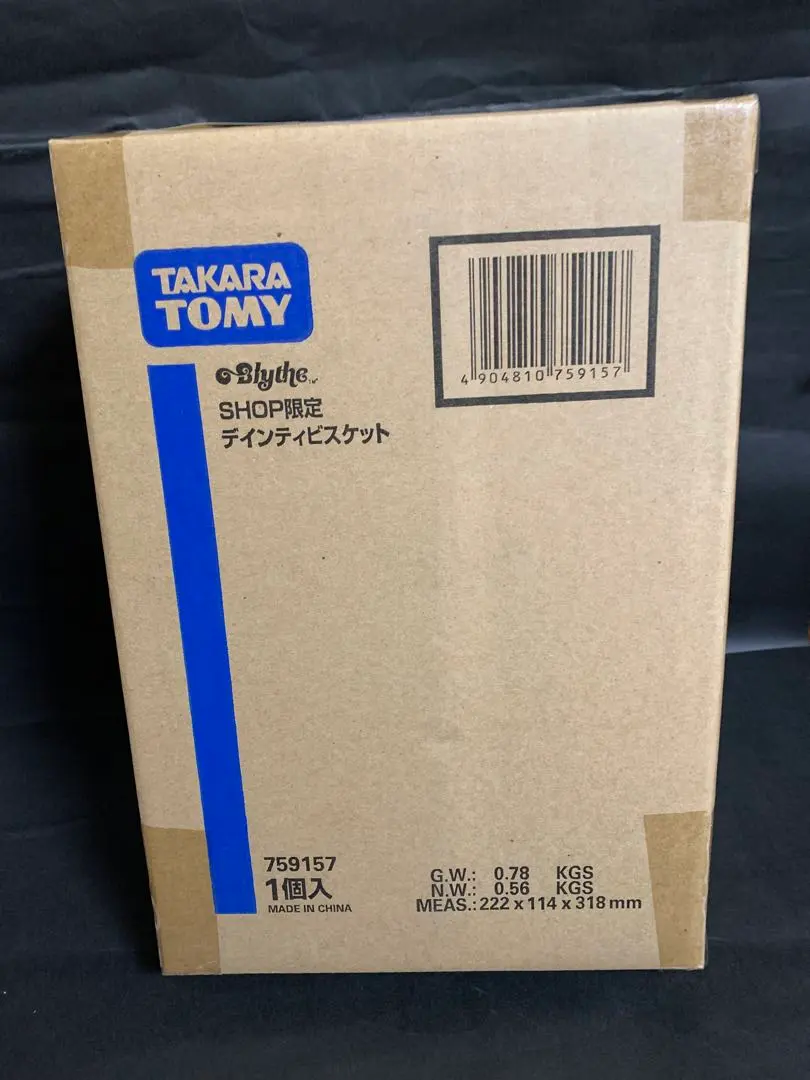 TAKARA
TOMY
Blythe™
SHOP限定
デインティビスケット
4 904810 759157
759157
1個入
MADE IN CHINA
G.W.: 0.78 KGS
N.W.: 0.56 KGS
MEAS.: 222 x 114 x 318 mm